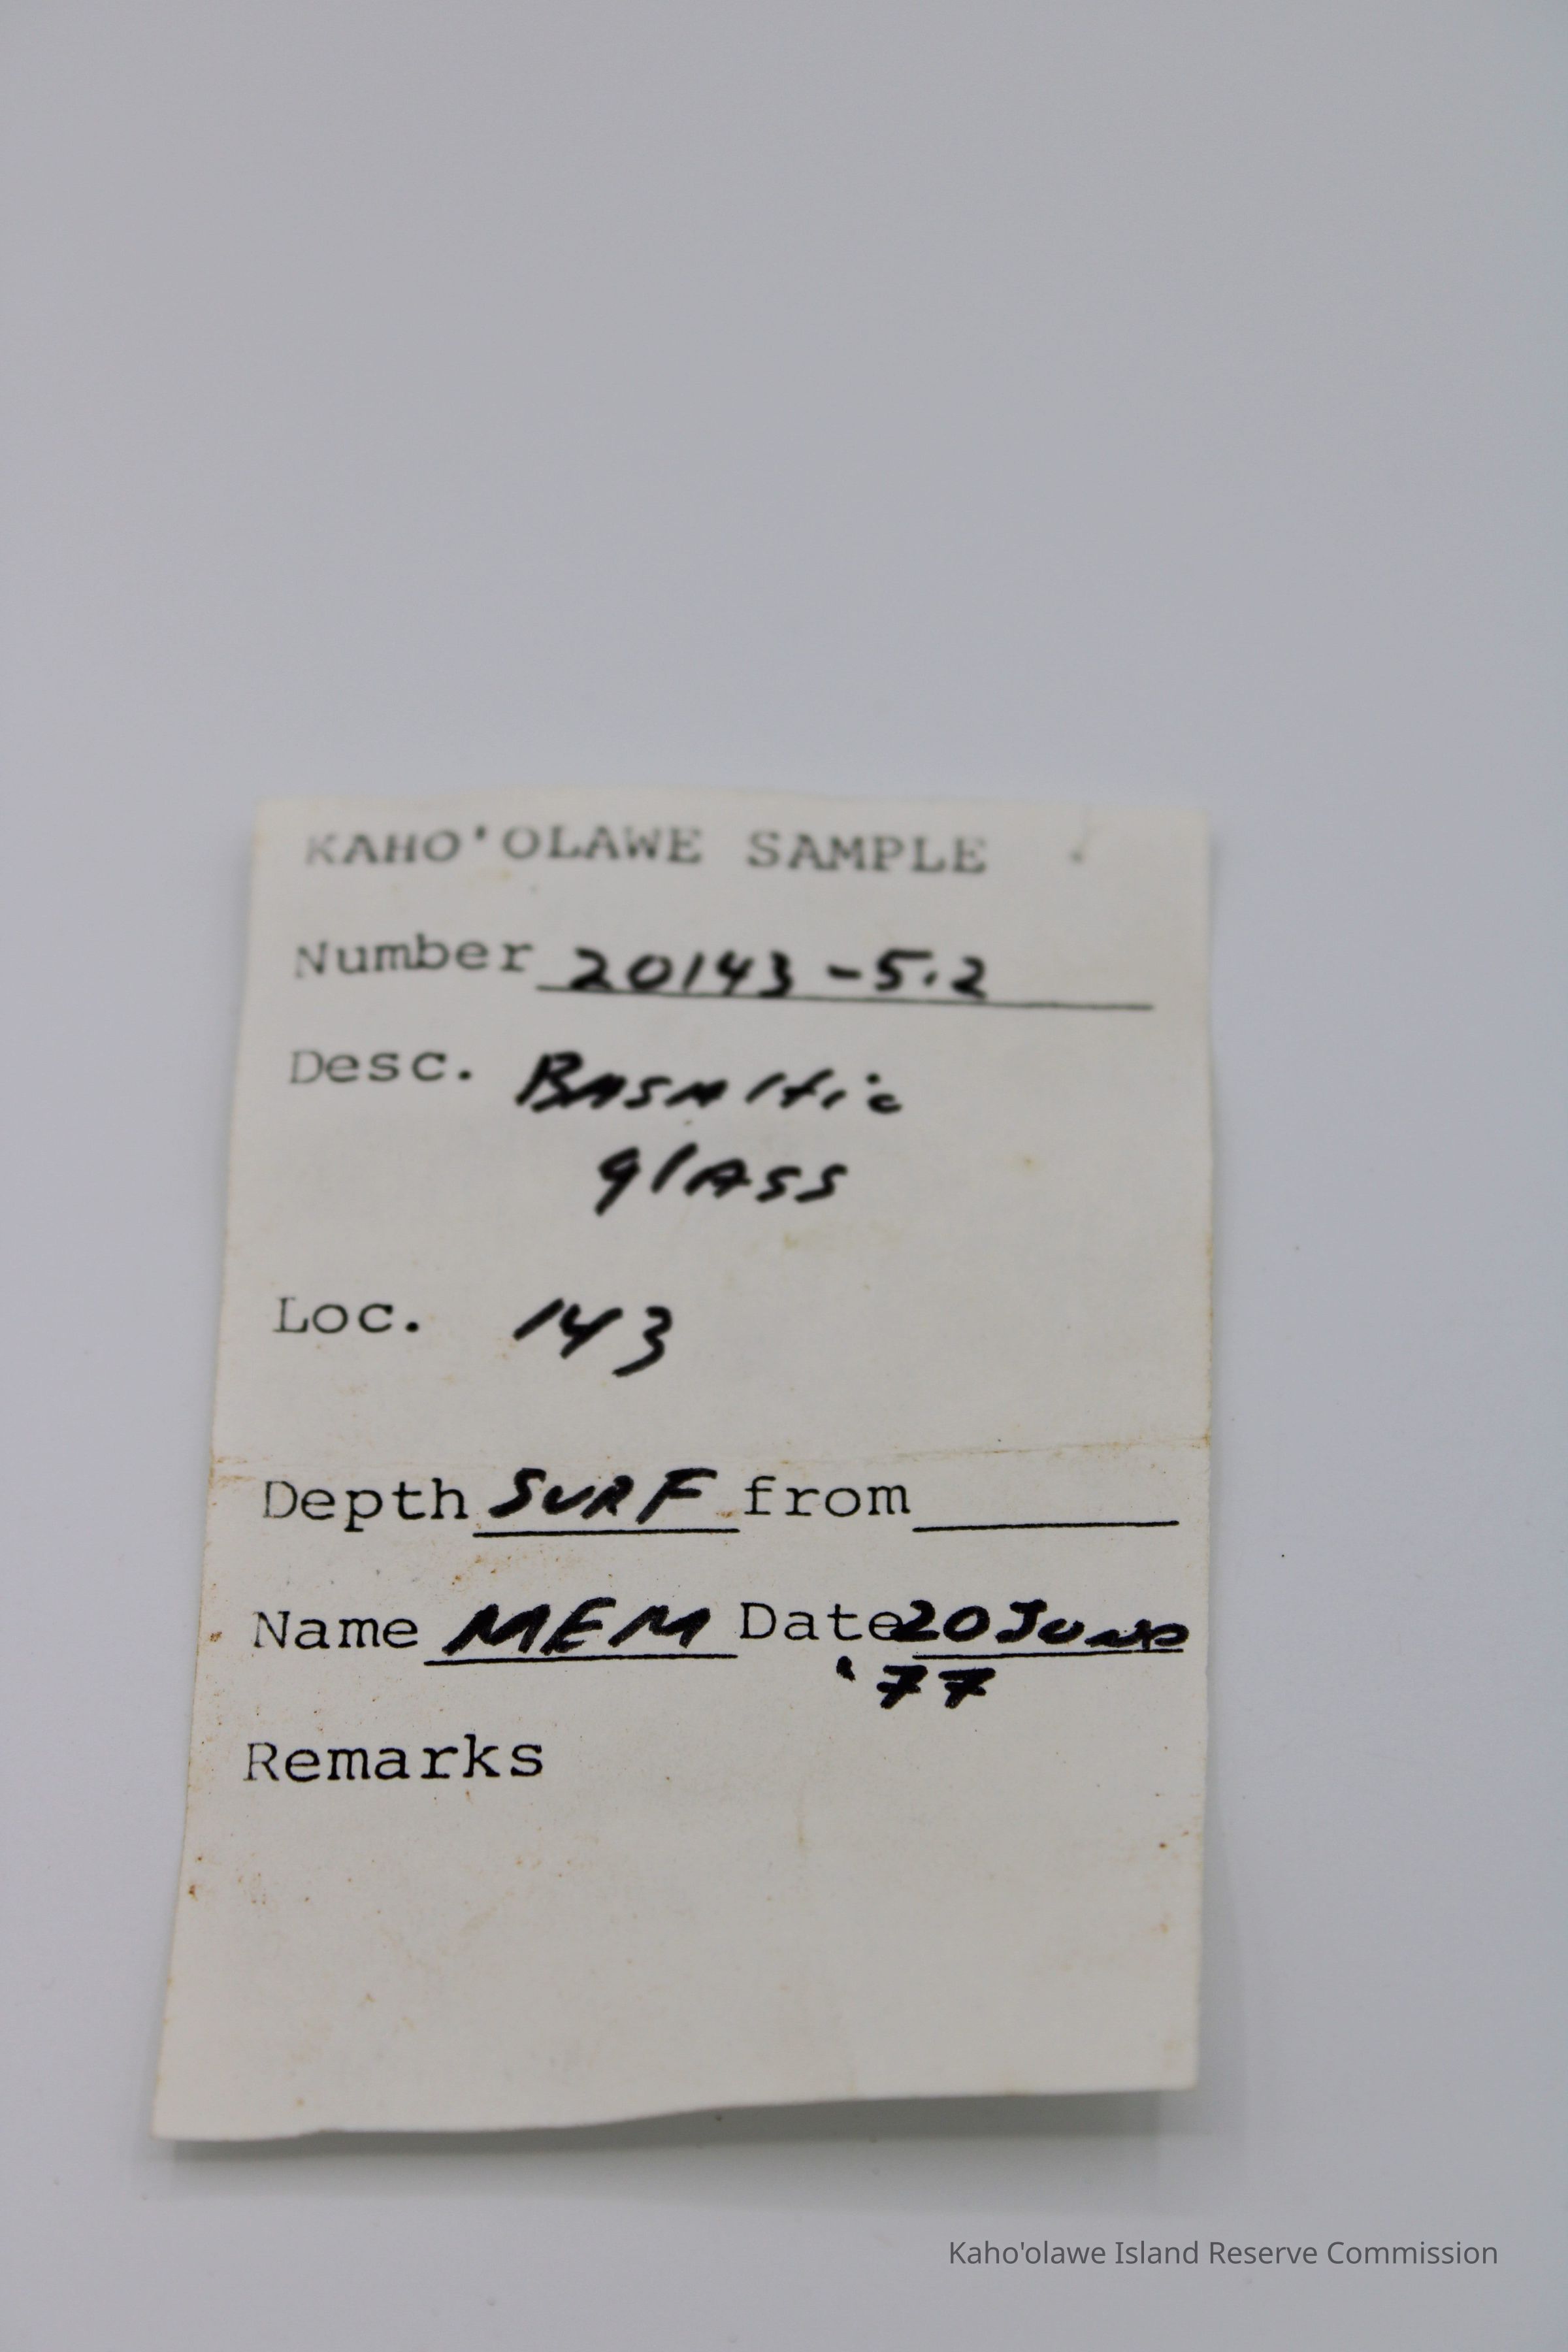 KAHO'OLAWE SAMPLE
Number 20143-5.2
Desc. Basaltic
glass
Loc. 143
Depth SURF from
Name MEM Date 20 June
'77
Remarks
Kaho'olawe Island Reserve Commission